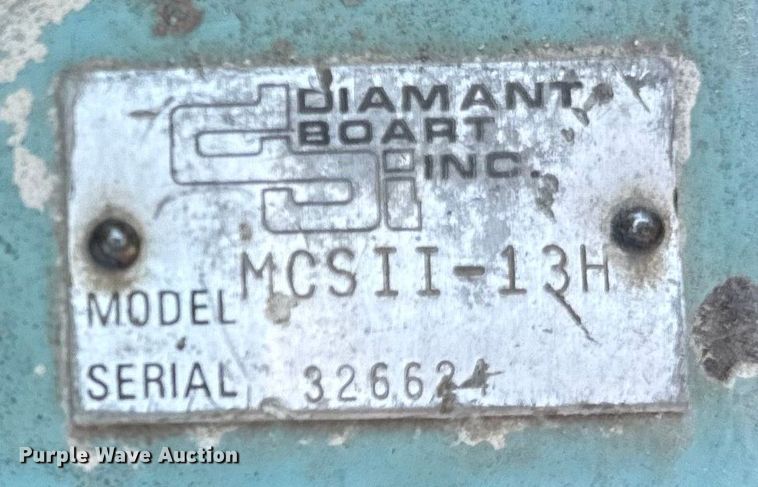 DIAMANT
BOART
INC.
MODEL MCSII-13H
SERIAL 326624
Purple Wave Auction